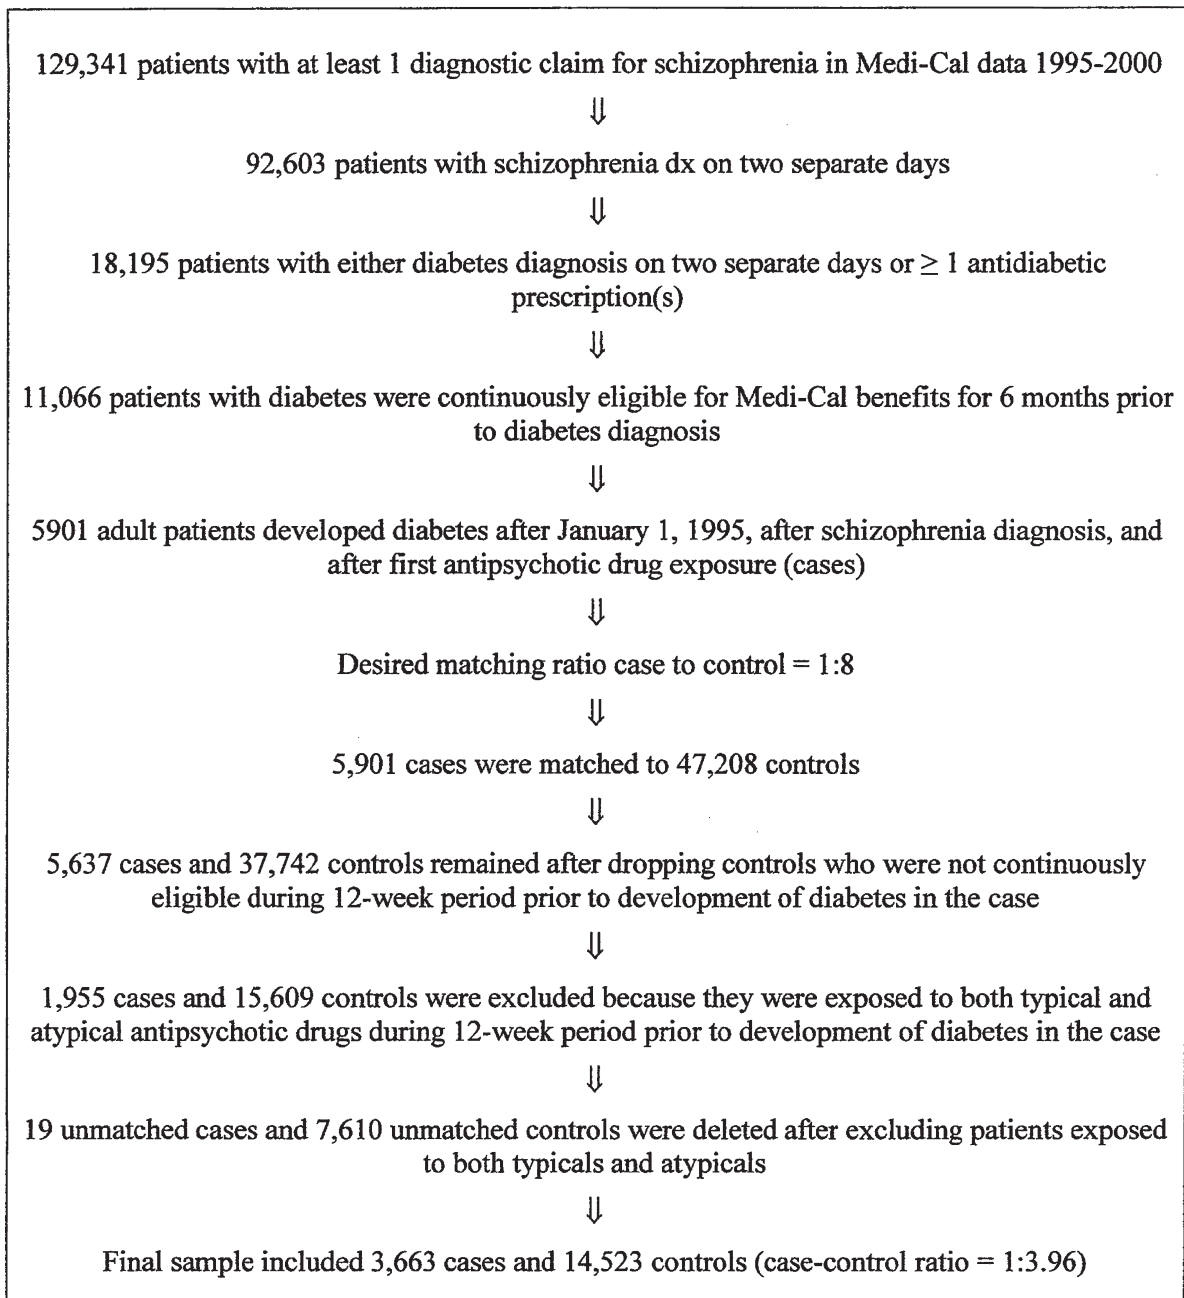 129,341 patients with at least 1 diagnostic claim for schizophrenia in Medi-Cal data 1995-2000
⇓
92,603 patients with schizophrenia dx on two separate days
⇓
18,195 patients with either diabetes diagnosis on two separate days or ≥ 1 antidiabetic
prescription(s)
⇓
11,066 patients with diabetes were continuously eligible for Medi-Cal benefits for 6 months prior
to diabetes diagnosis
⇓
5901 adult patients developed diabetes after January 1, 1995, after schizophrenia diagnosis, and
after first antipsychotic drug exposure (cases)
⇓
Desired matching ratio case to control = 1:8
⇓
5,901 cases were matched to 47,208 controls
⇓
5,637 cases and 37,742 controls remained after dropping controls who were not continuously
eligible during 12-week period prior to development of diabetes in the case
⇓
1,955 cases and 15,609 controls were excluded because they were exposed to both typical and
atypical antipsychotic drugs during 12-week period prior to development of diabetes in the case
⇓
19 unmatched cases and 7,610 unmatched controls were deleted after excluding patients exposed
to both typicals and atypicals
⇓
Final sample included 3,663 cases and 14,523 controls (case-control ratio = 1:3.96)